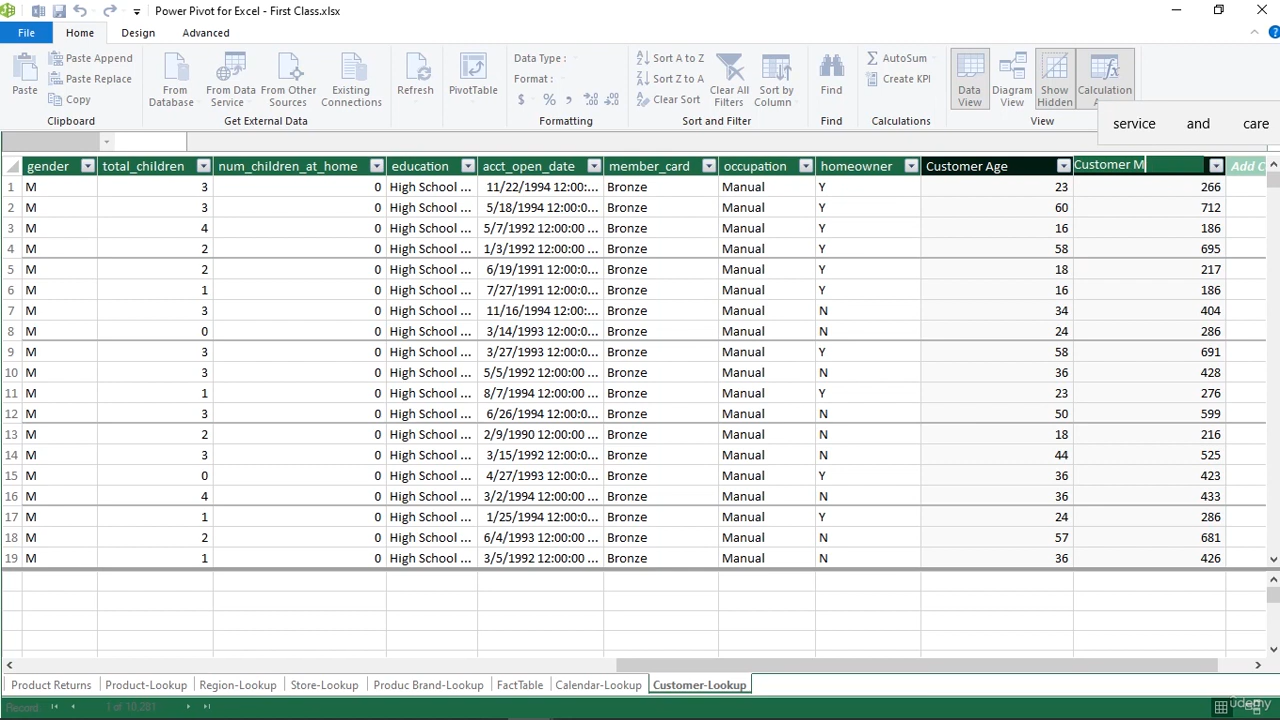 Power Pivot for Excel - First Class.xlsx
File Home Design Advanced
Paste
Paste Append
Paste Replace
Copy
Clipboard
From Database
From Data Service
From Other Sources
Existing Connections
Get External Data
Refresh
PivotTable
Data Type :
Format :
$ % ,
Formatting
Sort A to Z
Sort Z to A
Clear Sort
Clear All Filters
Sort by Column
Sort and Filter
Find
Find
AutoSum
Create KPI
Calculations
Data View
Diagram View
Show Hidden
Calculation
View
service and care
gender total_children num_children_at_home education acct_open_date member_card occupation homeowner Customer Age Customer M Add C
1 M 3 0 High School ... 11/22/1994 12:00:... Bronze Manual Y 23 266
2 M 3 0 High School ... 5/18/1994 12:00:... Bronze Manual Y 60 712
3 M 4 0 High School ... 5/7/1992 12:00:00 ... Bronze Manual Y 16 186
4 M 2 0 High School ... 1/3/1992 12:00:00 ... Bronze Manual Y 58 695
5 M 2 0 High School ... 6/19/1991 12:00:0... Bronze Manual Y 18 217
6 M 1 0 High School ... 7/27/1991 12:00:0... Bronze Manual Y 16 186
7 M 3 0 High School ... 11/16/1994 12:00:... Bronze Manual N 34 404
8 M 0 0 High School ... 3/14/1993 12:00:0... Bronze Manual N 24 286
9 M 3 0 High School ... 3/27/1993 12:00:0... Bronze Manual Y 58 691
10 M 3 0 High School ... 5/5/1992 12:00:00 ... Bronze Manual N 36 428
11 M 1 0 High School ... 8/7/1994 12:00:00 ... Bronze Manual Y 23 276
12 M 3 0 High School ... 6/26/1994 12:00:0... Bronze Manual N 50 599
13 M 2 0 High School ... 2/9/1990 12:00:00 ... Bronze Manual N 18 216
14 M 3 0 High School ... 3/15/1992 12:00:0... Bronze Manual N 44 525
15 M 0 0 High School ... 4/27/1993 12:00:0... Bronze Manual Y 36 423
16 M 4 0 High School ... 3/2/1994 12:00:00 ... Bronze Manual N 36 433
17 M 1 0 High School ... 1/25/1994 12:00:0... Bronze Manual Y 24 286
18 M 2 0 High School ... 6/4/1993 12:00:00 ... Bronze Manual N 57 681
19 M 1 0 High School ... 3/5/1992 12:00:00 ... Bronze Manual N 36 426
Product Returns Product-Lookup Region-Lookup Store-Lookup Produc Brand-Lookup FactTable Calendar-Lookup Customer-Lookup
Record: 1 of 10,281
Udemy